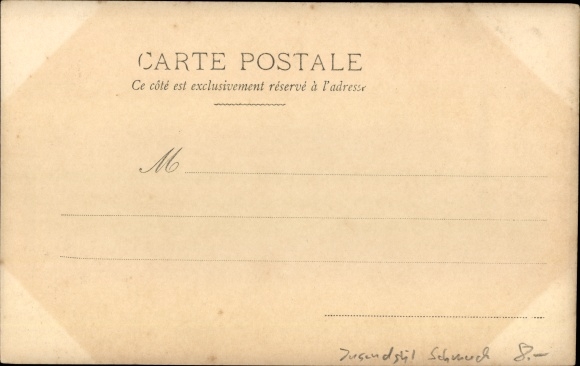 CARTE POSTALE
Ce côté est exclusivement réservé à l'adresse
M
Jugendstil Schmuck 8.-